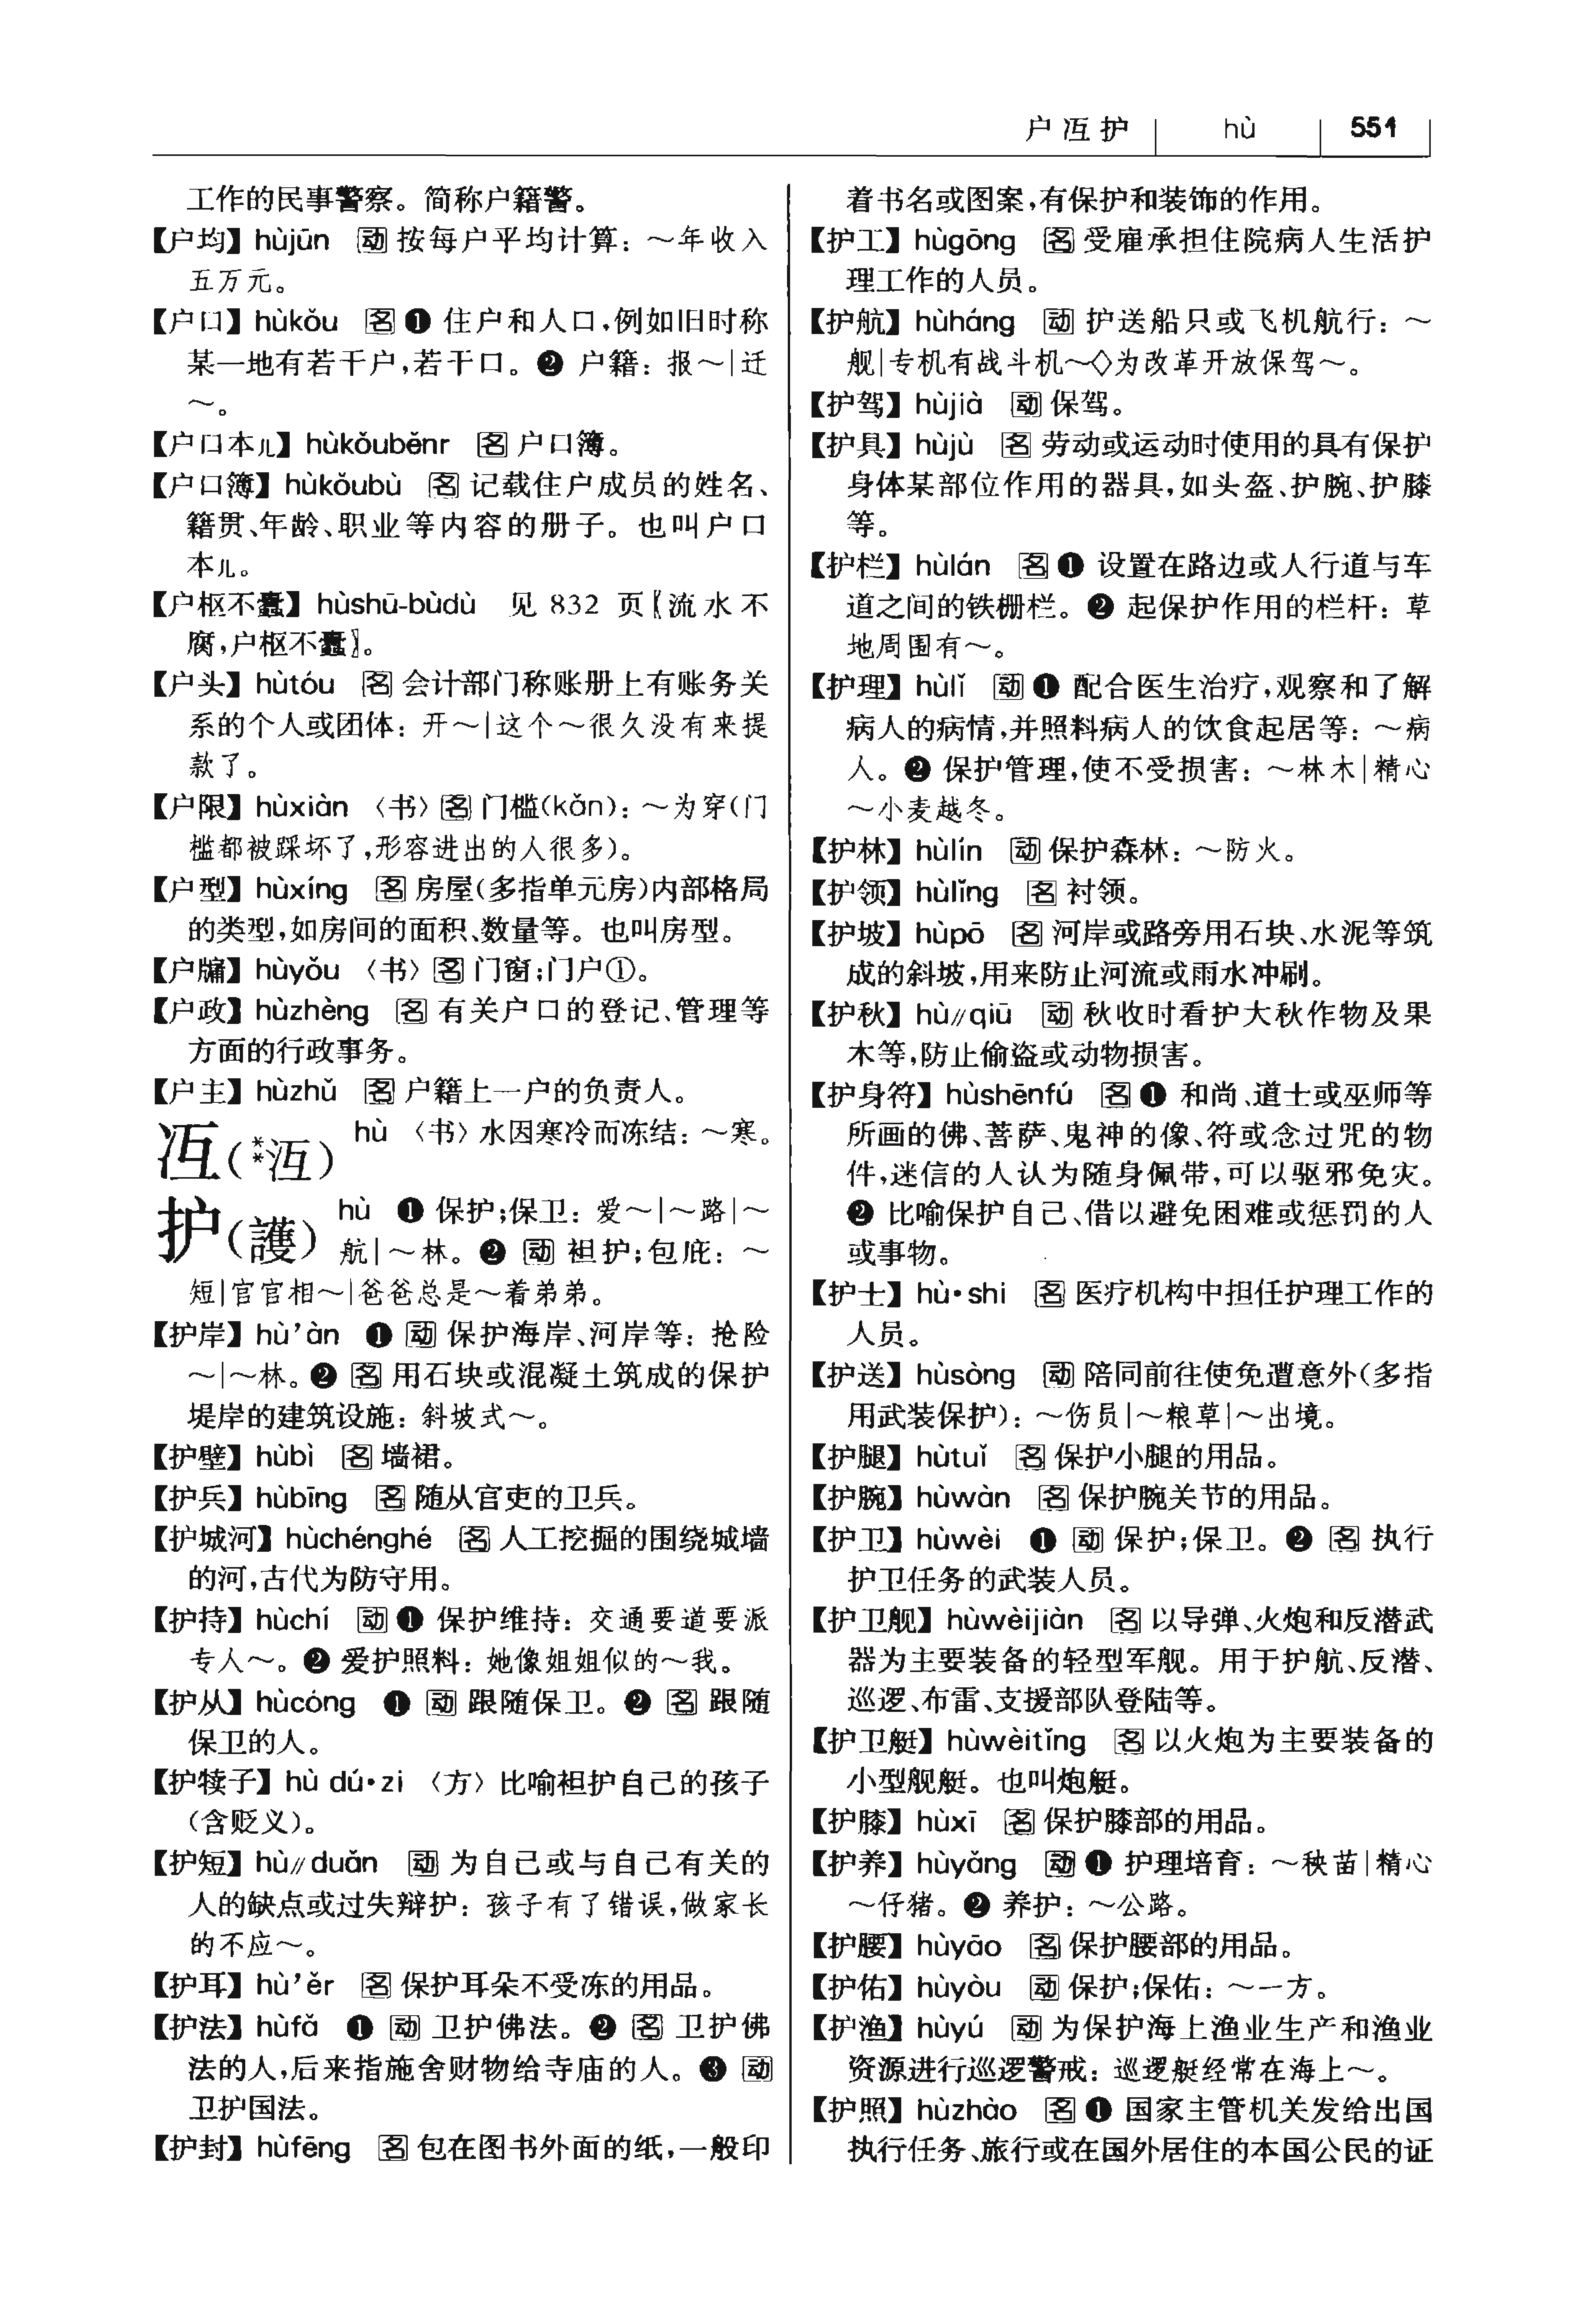 户冱护 hù 551
工作的民事警察。简称户籍警。
【户均】hùjūn 动 按每户平均计算：～年收入
五万元。
【户口】hùkǒu 名 ❶ 住户和人口，例如旧时称
某一地有若干户，若干口。❷ 户籍：报～|迁
～。
【户口本儿】hùkǒuběnr 名 户口簿。
【户口簿】hùkǒubù 名 记载住户成员的姓名、
籍贯、年龄、职业等内容的册子。也叫户口
本儿。
【户枢不蠹】hùshū-bùdù 见 832 页〖流水不
腐，户枢不蠹〗。
【户头】hùtóu 名 会计部门称账册上有账务关
系的个人或团体：开～|这个～很久没有来提
款了。
【户限】hùxiàn 〈书〉名 门槛(kǎn)：～为穿(门
槛都被踩坏了，形容进出的人很多)。
【户型】hùxíng 名 房屋(多指单元房)内部格局
的类型，如房间的面积、数量等。也叫房型。
【户牖】hùyǒu 〈书〉名 门窗；门户①。
【户政】hùzhèng 名 有关户口的登记、管理等
方面的行政事务。
【户主】hùzhǔ 名 户籍上一户的负责人。
冱(**沍) hù 〈书〉水因寒冷而冻结：～寒。
护(護) hù ❶ 保护；保卫：爱～|～路|～
航|～林。❷ 动 袒护；包庇：～
短|官官相～|爸爸总是～着弟弟。
【护岸】hù’àn ❶ 动 保护海岸、河岸等：抢险
～|～林。❷ 名 用石块或混凝土筑成的保护
堤岸的建筑设施：斜坡式～。
【护壁】hùbì 名 墙裙。
【护兵】hùbīng 名 随从官吏的卫兵。
【护城河】hùchénghé 名 人工挖掘的围绕城墙
的河，古代为防守用。
【护持】hùchí 动 ❶ 保护维持：交通要道要派
专人～。❷ 爱护照料：她像姐姐似的～我。
【护从】hùcóng ❶ 动 跟随保卫。❷ 名 跟随
保卫的人。
【护犊子】hù dú•zi 〈方〉比喻袒护自己的孩子
(含贬义)。
【护短】hù∥duǎn 动 为自己或与自己有关的
人的缺点或过失辩护：孩子有了错误，做家长
的不应～。
【护耳】hù’ěr 名 保护耳朵不受冻的用品。
【护法】hùfǎ ❶ 动 卫护佛法。❷ 名 卫护佛
法的人，后来指施舍财物给寺庙的人。❸ 动
卫护国法。
【护封】hùfēng 名 包在图书外面的纸，一般印
着书名或图案，有保护和装饰的作用。
【护工】hùgōng 名 受雇承担住院病人生活护
理工作的人员。
【护航】hùháng 动 护送船只或飞机航行：～
舰|专机有战斗机～◇为改革开放保驾～。
【护驾】hùjià 动 保驾。
【护具】hùjù 名 劳动或运动时使用的具有保护
身体某部位作用的器具，如头盔、护腕、护膝
等。
【护栏】hùlán 名 ❶ 设置在路边或人行道与车
道之间的铁栅栏。❷ 起保护作用的栏杆：草
地周围有～。
【护理】hùlǐ 动 ❶ 配合医生治疗，观察和了解
病人的病情，并照料病人的饮食起居等：～病
人。❷ 保护管理，使不受损害：～林木|精心
～小麦越冬。
【护林】hùlín 动 保护森林：～防火。
【护领】hùlǐng 名 衬领。
【护坡】hùpō 名 河岸或路旁用石块、水泥等筑
成的斜坡，用来防止河流或雨水冲刷。
【护秋】hù∥qiū 动 秋收时看护大秋作物及果
木等，防止偷盗或动物损害。
【护身符】hùshēnfú 名 ❶ 和尚、道士或巫师等
所画的佛、菩萨、鬼神的像、符或念过咒的物
件，迷信的人认为随身佩带，可以驱邪免灾。
❷ 比喻保护自己、借以避免困难或惩罚的人
或事物。
【护士】hù•shi 名 医疗机构中担任护理工作的
人员。
【护送】hùsòng 动 陪同前往使免遭意外(多指
用武装保护)：～伤员|～粮草|～出境。
【护腿】hùtuǐ 名 保护小腿的用品。
【护腕】hùwàn 名 保护腕关节的用品。
【护卫】hùwèi ❶ 动 保护；保卫。❷ 名 执行
护卫任务的武装人员。
【护卫舰】hùwèijiàn 名 以导弹、火炮和反潜武
器为主要装备的轻型军舰。用于护航、反潜、
巡逻、布雷、支援部队登陆等。
【护卫艇】hùwèitǐng 名 以火炮为主要装备的
小型舰艇。也叫炮艇。
【护膝】hùxī 名 保护膝部的用品。
【护养】hùyǎng 动 ❶ 护理培育：～秧苗|精心
～仔猪。❷ 养护：～公路。
【护腰】hùyāo 名 保护腰部的用品。
【护佑】hùyòu 动 保护；保佑：～一方。
【护渔】hùyú 动 为保护海上渔业生产和渔业
资源进行巡逻警戒：巡逻艇经常在海上～。
【护照】hùzhào 名 ❶ 国家主管机关发给出国
执行任务、旅行或在国外居住的本国公民的证